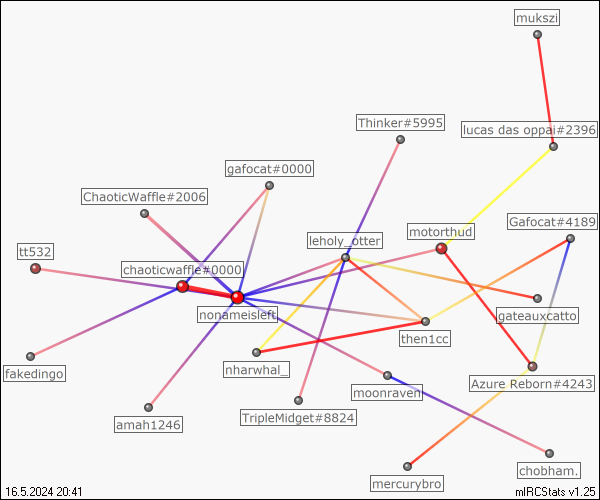 mukszi
Thinker#5995
lucas das oppai#2396
gafocat#0000
ChaoticWaffle#2006
Gafocat#4189
motorthud
leholy_otter
tt532
chaoticwaffle#0000
nonameisleft
gateauxcatto
then1cc
nharwhal_
fakedingo
Azure Reborn#4243
moonraven
TripleMidget#8824
amah1246
chobham.
mercurybro
16.5.2024 20:41
mIRCStats v1.25